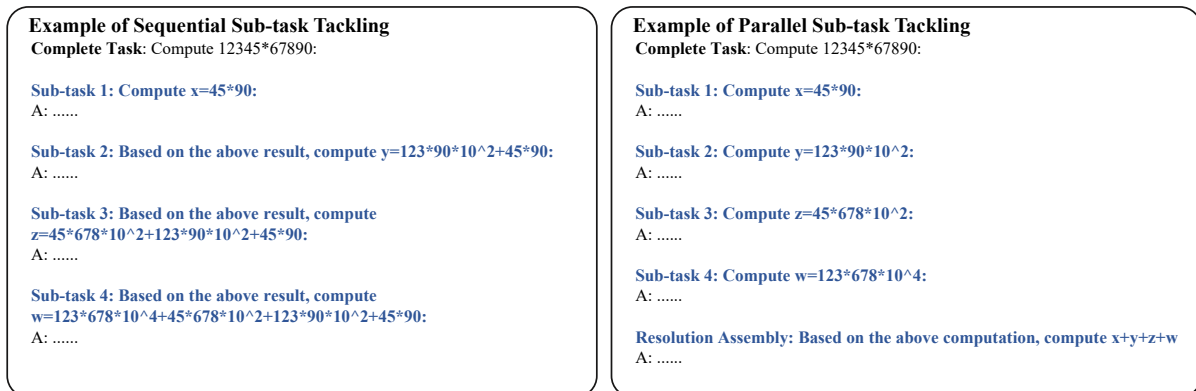 Example of Sequential Sub-task Tackling
Complete Task: Compute 12345*67890:
Sub-task 1: Compute x=45*90:
A: ......
Sub-task 2: Based on the above result, compute y=123*90*10^2+45*90:
A: ......
Sub-task 3: Based on the above result, compute
z=45*678*10^2+123*90*10^2+45*90:
A: ......
Sub-task 4: Based on the above result, compute
w=123*678*10^4+45*678*10^2+123*90*10^2+45*90:
A: ......
Example of Parallel Sub-task Tackling
Complete Task: Compute 12345*67890:
Sub-task 1: Compute x=45*90:
A: ......
Sub-task 2: Compute y=123*90*10^2:
A: ......
Sub-task 3: Compute z=45*678*10^2:
A: ......
Sub-task 4: Compute w=123*678*10^4:
A: ......
Resolution Assembly: Based on the above computation, compute x+y+z+w
A: ......